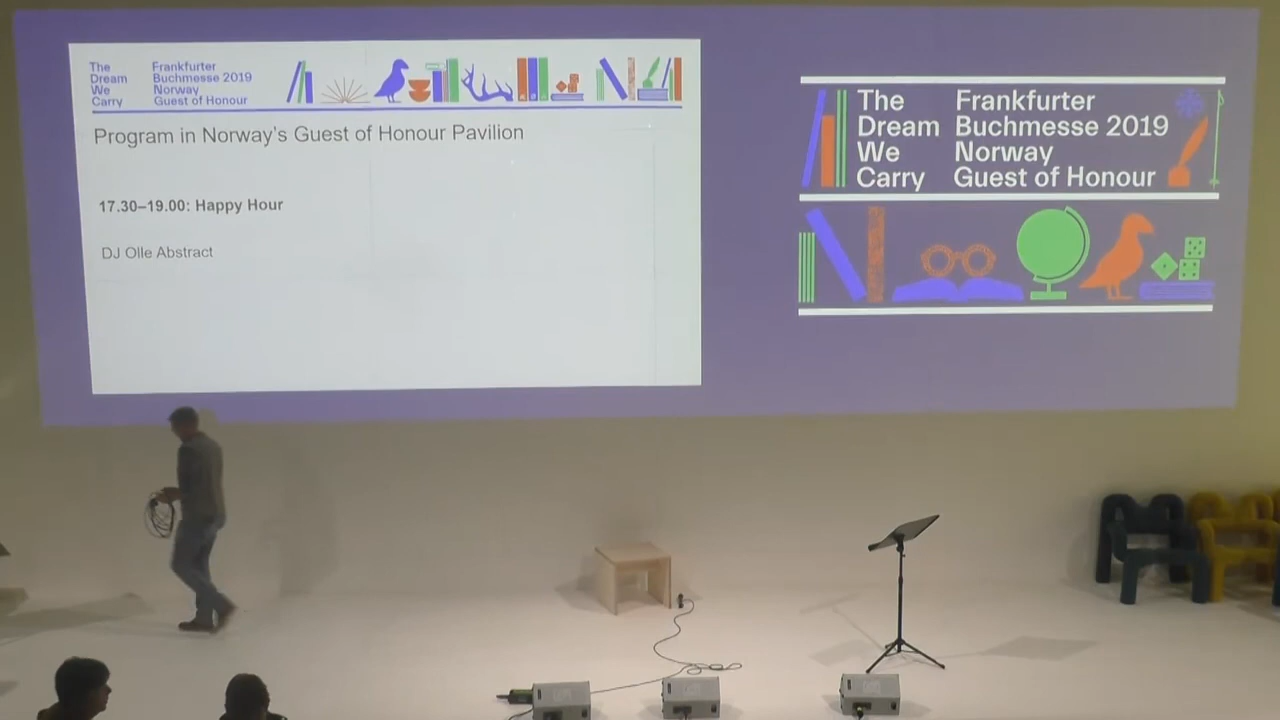 The
Dream
We
Carry
Frankfurter
Buchmesse 2019
Norway
Guest of Honour
Program in Norway's Guest of Honour Pavilion
17.30–19.00: Happy Hour
DJ Olle Abstract
The
Dream
We
Carry
Frankfurter
Buchmesse 2019
Norway
Guest of Honour